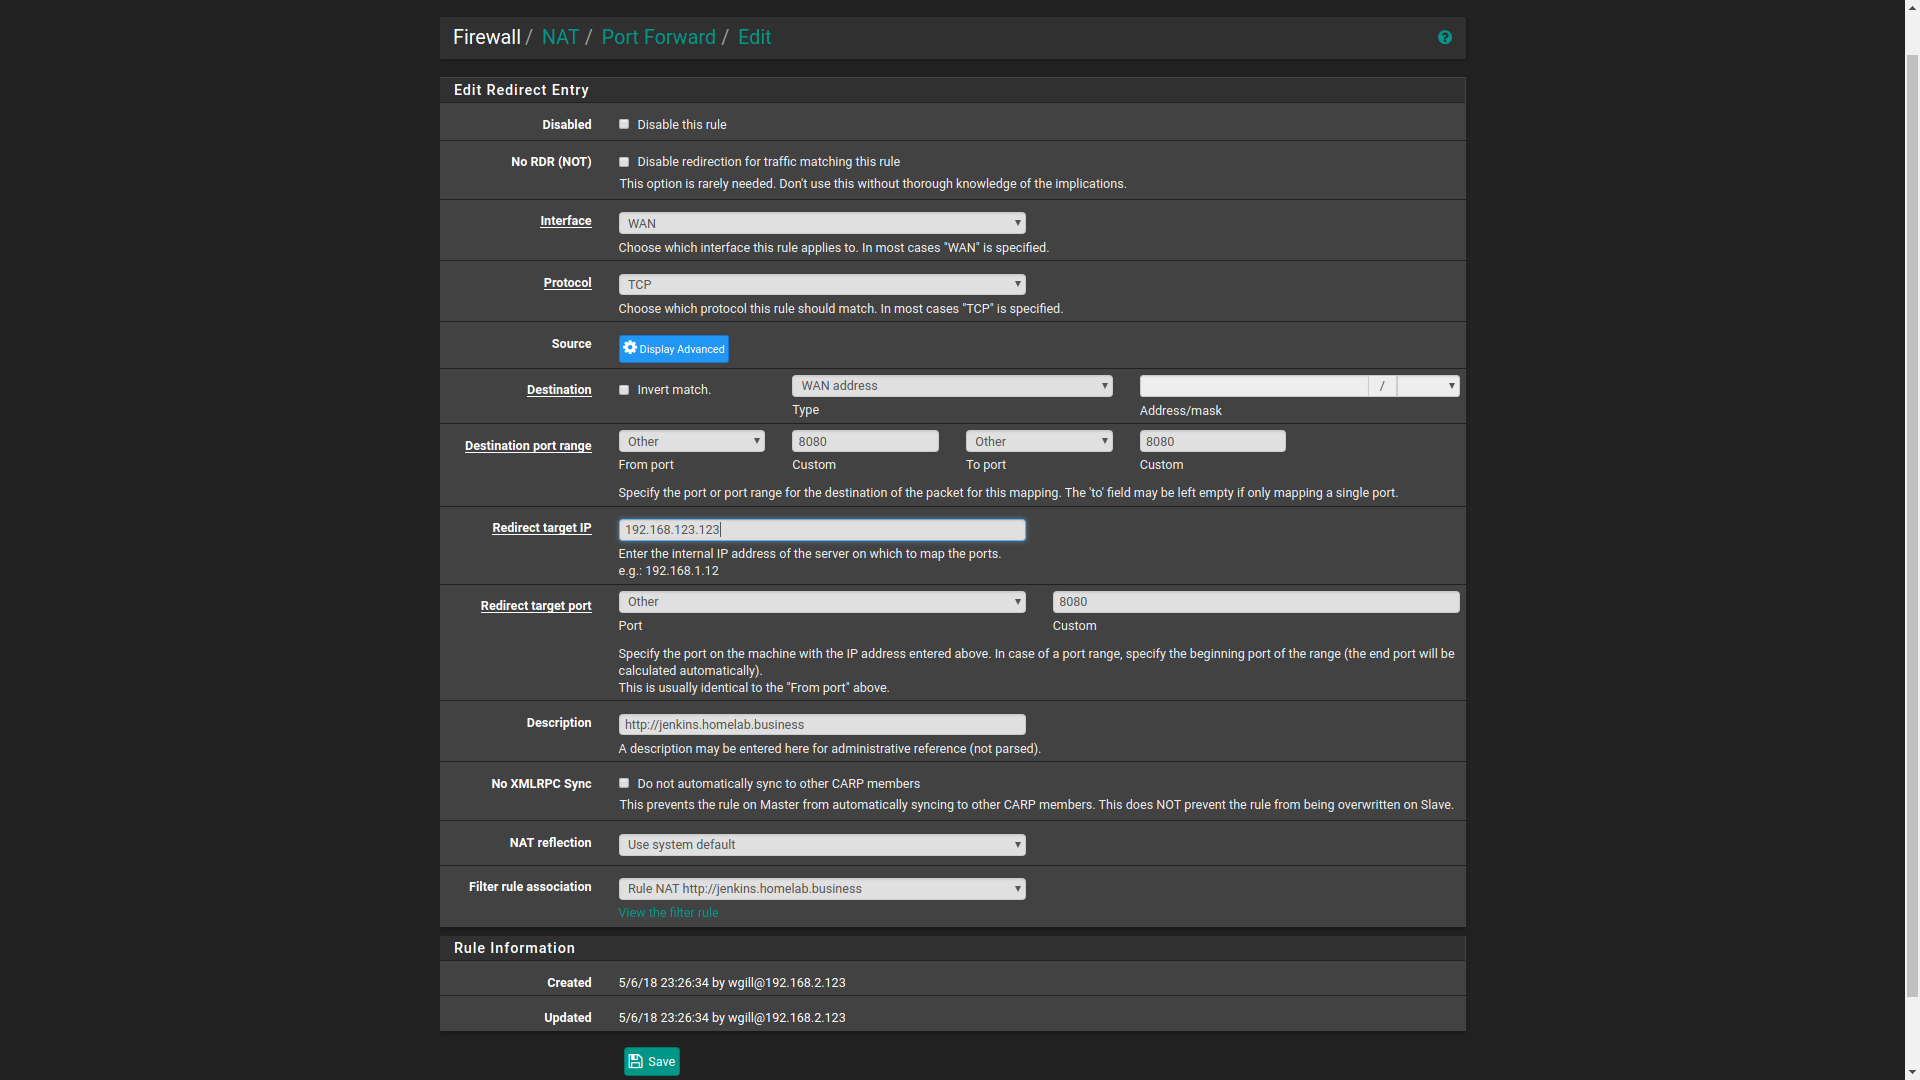 Firewall / NAT / Port Forward / Edit
Edit Redirect Entry
Disabled Disable this rule
No RDR (NOT) Disable redirection for traffic matching this rule
This option is rarely needed. Don't use this without thorough knowledge of the implications.
Interface WAN
Choose which interface this rule applies to. In most cases "WAN" is specified.
Protocol TCP
Choose which protocol this rule should match. In most cases "TCP" is specified.
Source Display Advanced
Destination Invert match. WAN address /
Type Address/mask
Destination port range Other 8080 Other 8080
From port Custom To port Custom
Specify the port or port range for the destination of the packet for this mapping. The 'to' field may be left empty if only mapping a single port.
Redirect target IP 192.168.123.123
Enter the internal IP address of the server on which to map the ports.
e.g.: 192.168.1.12
Redirect target port Other 8080
Port Custom
Specify the port on the machine with the IP address entered above. In case of a port range, specify the beginning port of the range (the end port will be
calculated automatically).
This is usually identical to the "From port" above.
Description http://jenkins.homelab.business
A description may be entered here for administrative reference (not parsed).
No XMLRPC Sync Do not automatically sync to other CARP members
This prevents the rule on Master from automatically syncing to other CARP members. This does NOT prevent the rule from being overwritten on Slave.
NAT reflection Use system default
Filter rule association Rule NAT http://jenkins.homelab.business
View the filter rule
Rule Information
Created 5/6/18 23:26:34 by wgill@192.168.2.123
Updated 5/6/18 23:26:34 by wgill@192.168.2.123
Save